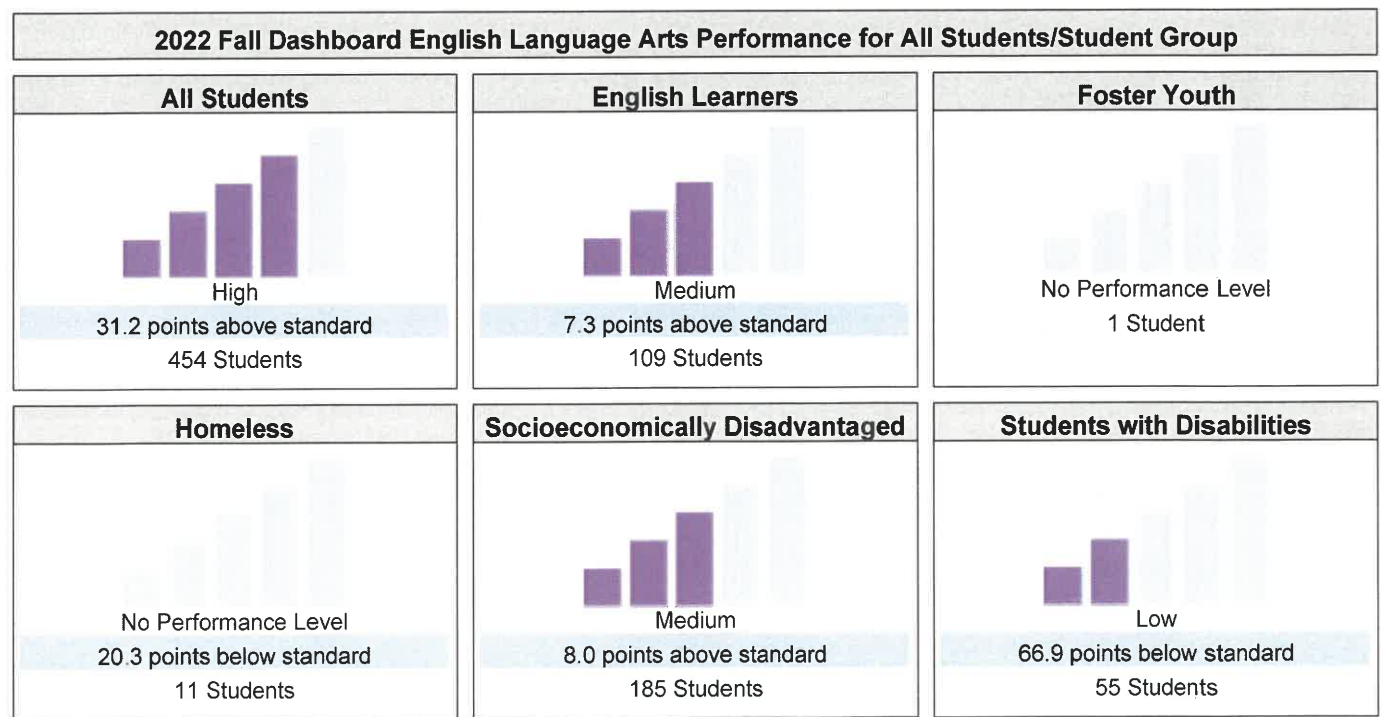 2022 Fall Dashboard English Language Arts Performance for All Students/Student Group
All Students
High
31.2 points above standard
454 Students
English Learners
Medium
7.3 points above standard
109 Students
Foster Youth
No Performance Level
1 Student
Homeless
No Performance Level
20.3 points below standard
11 Students
Socioeconomically Disadvantaged
Medium
8.0 points above standard
185 Students
Students with Disabilities
Low
66.9 points below standard
55 Students